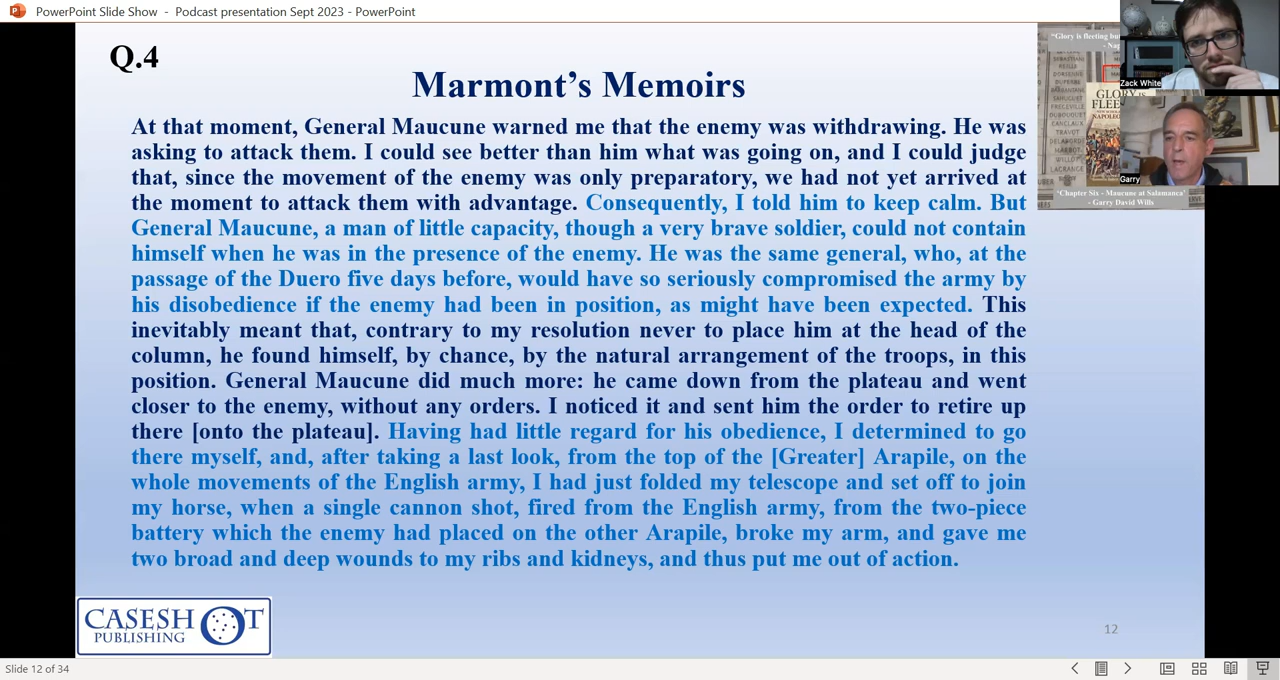 PowerPoint Slide Show - Podcast presentation Sept 2023 - PowerPoint
Q.4
Marmont's Memoirs
At that moment, General Maucune warned me that the enemy was withdrawing. He was
asking to attack them. I could see better than him what was going on, and I could judge
that, since the movement of the enemy was only preparatory, we had not yet arrived at
the moment to attack them with advantage. Consequently, I told him to keep calm. But
General Maucune, a man of little capacity, though a very brave soldier, could not contain
himself when he was in the presence of the enemy. He was the same general, who, at the
passage of the Duero five days before, would have so seriously compromised the army by
his disobedience if the enemy had been in position, as might have been expected. This
inevitably meant that, contrary to my resolution never to place him at the head of the
column, he found himself, by chance, by the natural arrangement of the troops, in this
position. General Maucune did much more: he came down from the plateau and went
closer to the enemy, without any orders. I noticed it and sent him the order to retire up
there [onto the plateau]. Having had little regard for his obedience, I determined to go
there myself, and, after taking a last look, from the top of the [Greater] Arapile, on the
whole movements of the English army, I had just folded my telescope and set off to join
my horse, when a single cannon shot, fired from the English army, from the two-piece
battery which the enemy had placed on the other Arapile, broke my arm, and gave me
two broad and deep wounds to my ribs and kidneys, and thus put me out of action.
"Glory is fleeting
Zack White
Garry
'Chapter Six - Maucune at Salamanca'
- Garry David Wills
CASESHOT
PUBLISHING
12
Slide 12 of 34